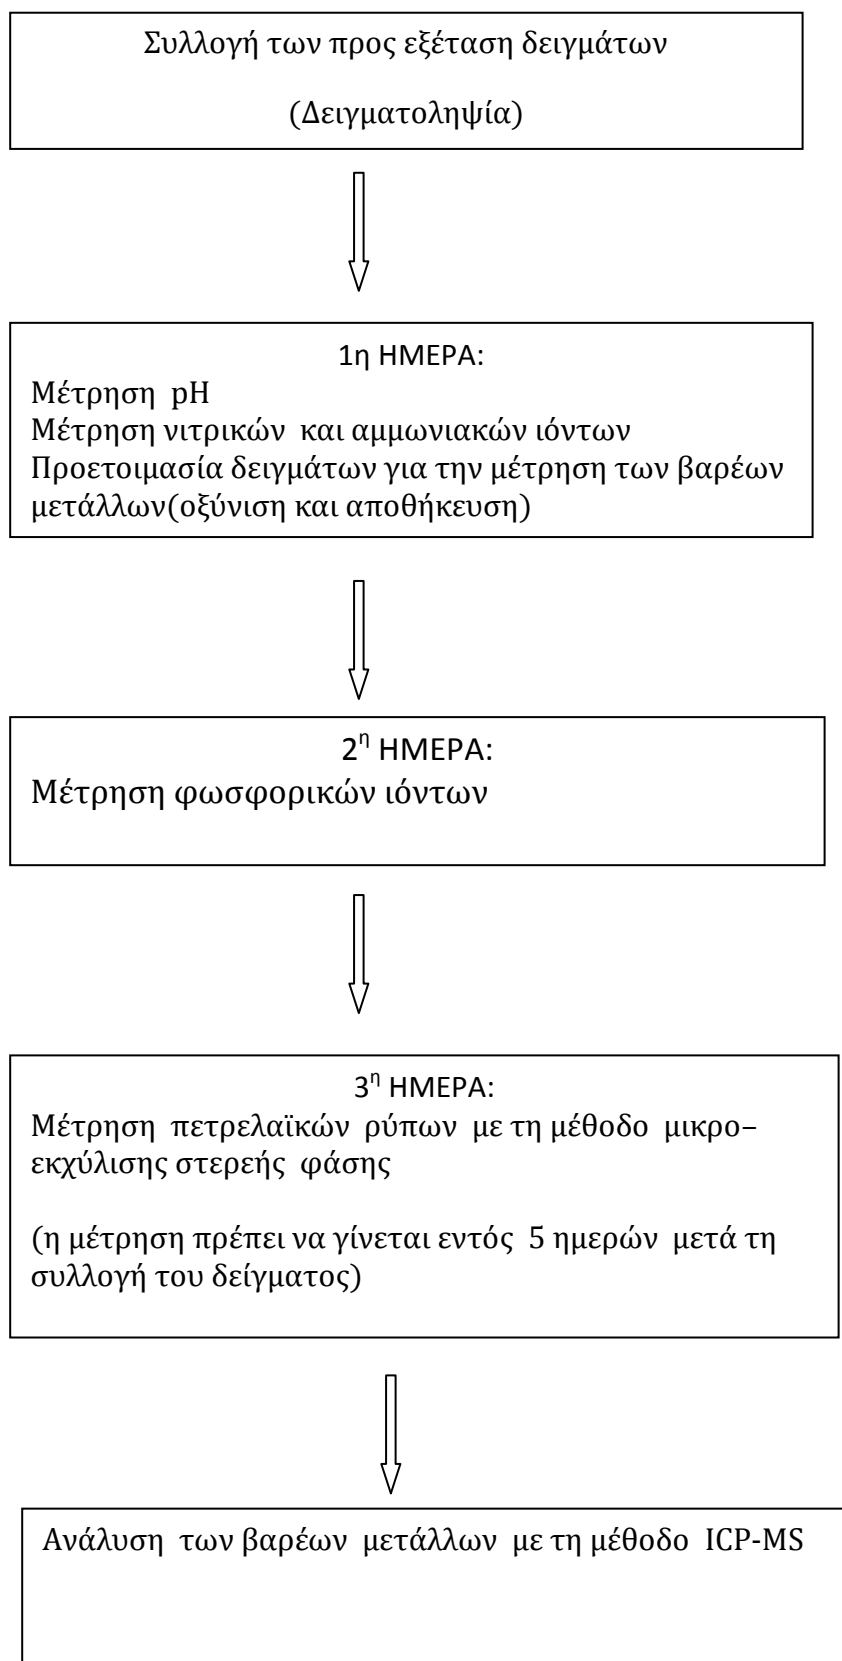 Συλλογή των προς εξέταση δειγμάτων
(Δειγματοληψία)
1η ΗΜΕΡΑ:
Μέτρηση pH
Μέτρηση νιτρικών και αμμωνιακών ιόντων
Προετοιμασία δειγμάτων για την μέτρηση των βαρέων
μετάλλων(οξύνιση και αποθήκευση)
2η ΗΜΕΡΑ:
Μέτρηση φωσφορικών ιόντων
3η ΗΜΕΡΑ:
Μέτρηση πετρελαϊκών ρύπων με τη μέθοδο μικρο–
εκχύλισης στερεής φάσης
(η μέτρηση πρέπει να γίνεται εντός 5 ημερών μετά τη
συλλογή του δείγματος)
Ανάλυση των βαρέων μετάλλων με τη μέθοδο ICP-MS